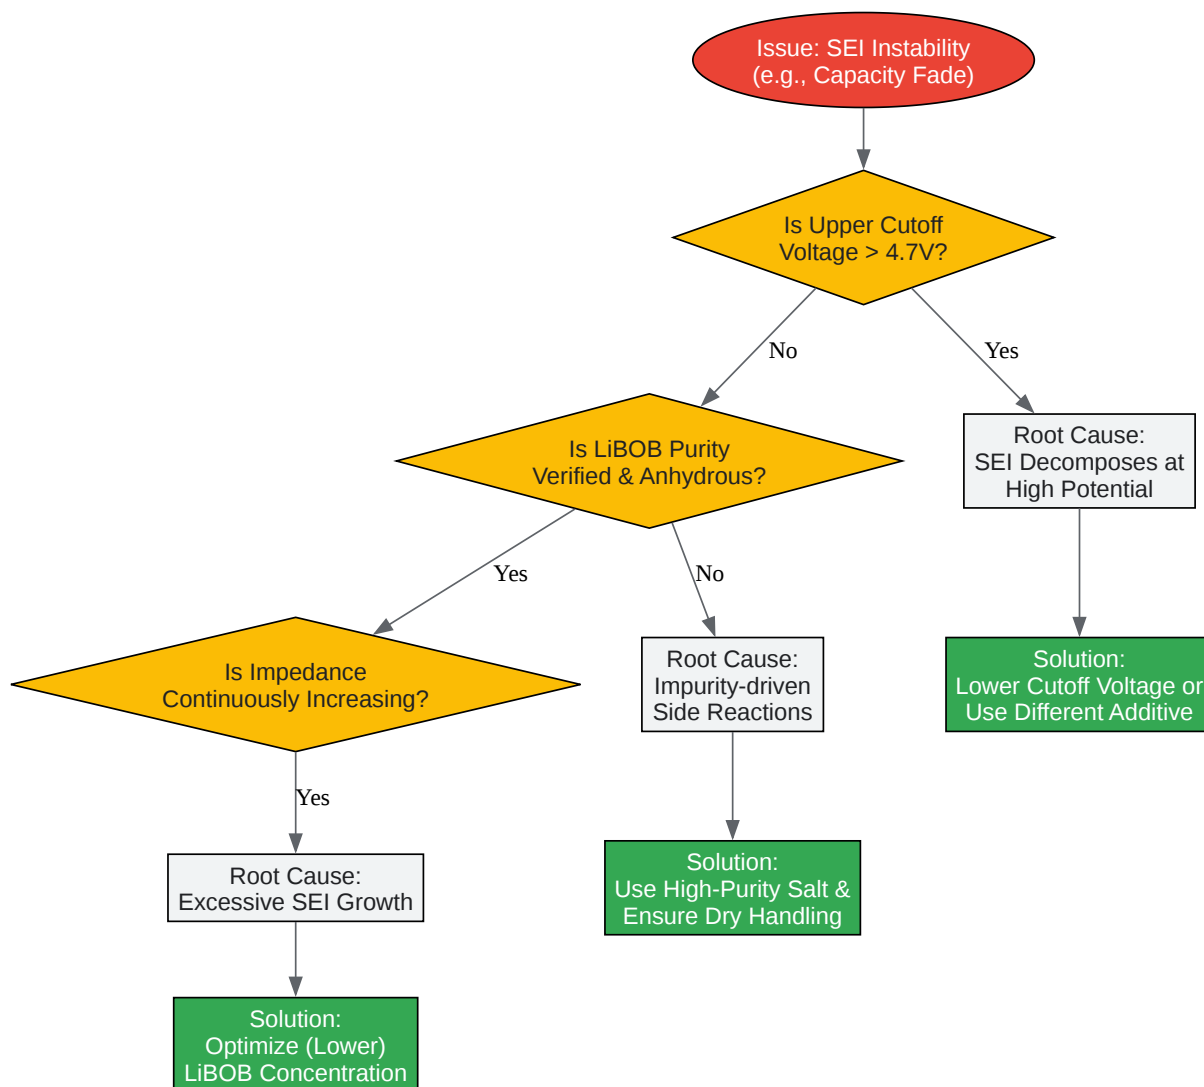 Issue: SEI Instability
(e.g., Capacity Fade)
Is Upper Cutoff
Voltage > 4.7V?
No
Yes
Is LiBOB Purity
Verified & Anhydrous?
Root Cause:
SEI Decomposes at
High Potential
Yes
No
Is Impedance
Continuously Increasing?
Root Cause:
Impurity-driven
Side Reactions
Solution:
Lower Cutoff Voltage or
Use Different Additive
Yes
Root Cause:
Excessive SEI Growth
Solution:
Use High-Purity Salt &
Ensure Dry Handling
Solution:
Optimize (Lower)
LiBOB Concentration